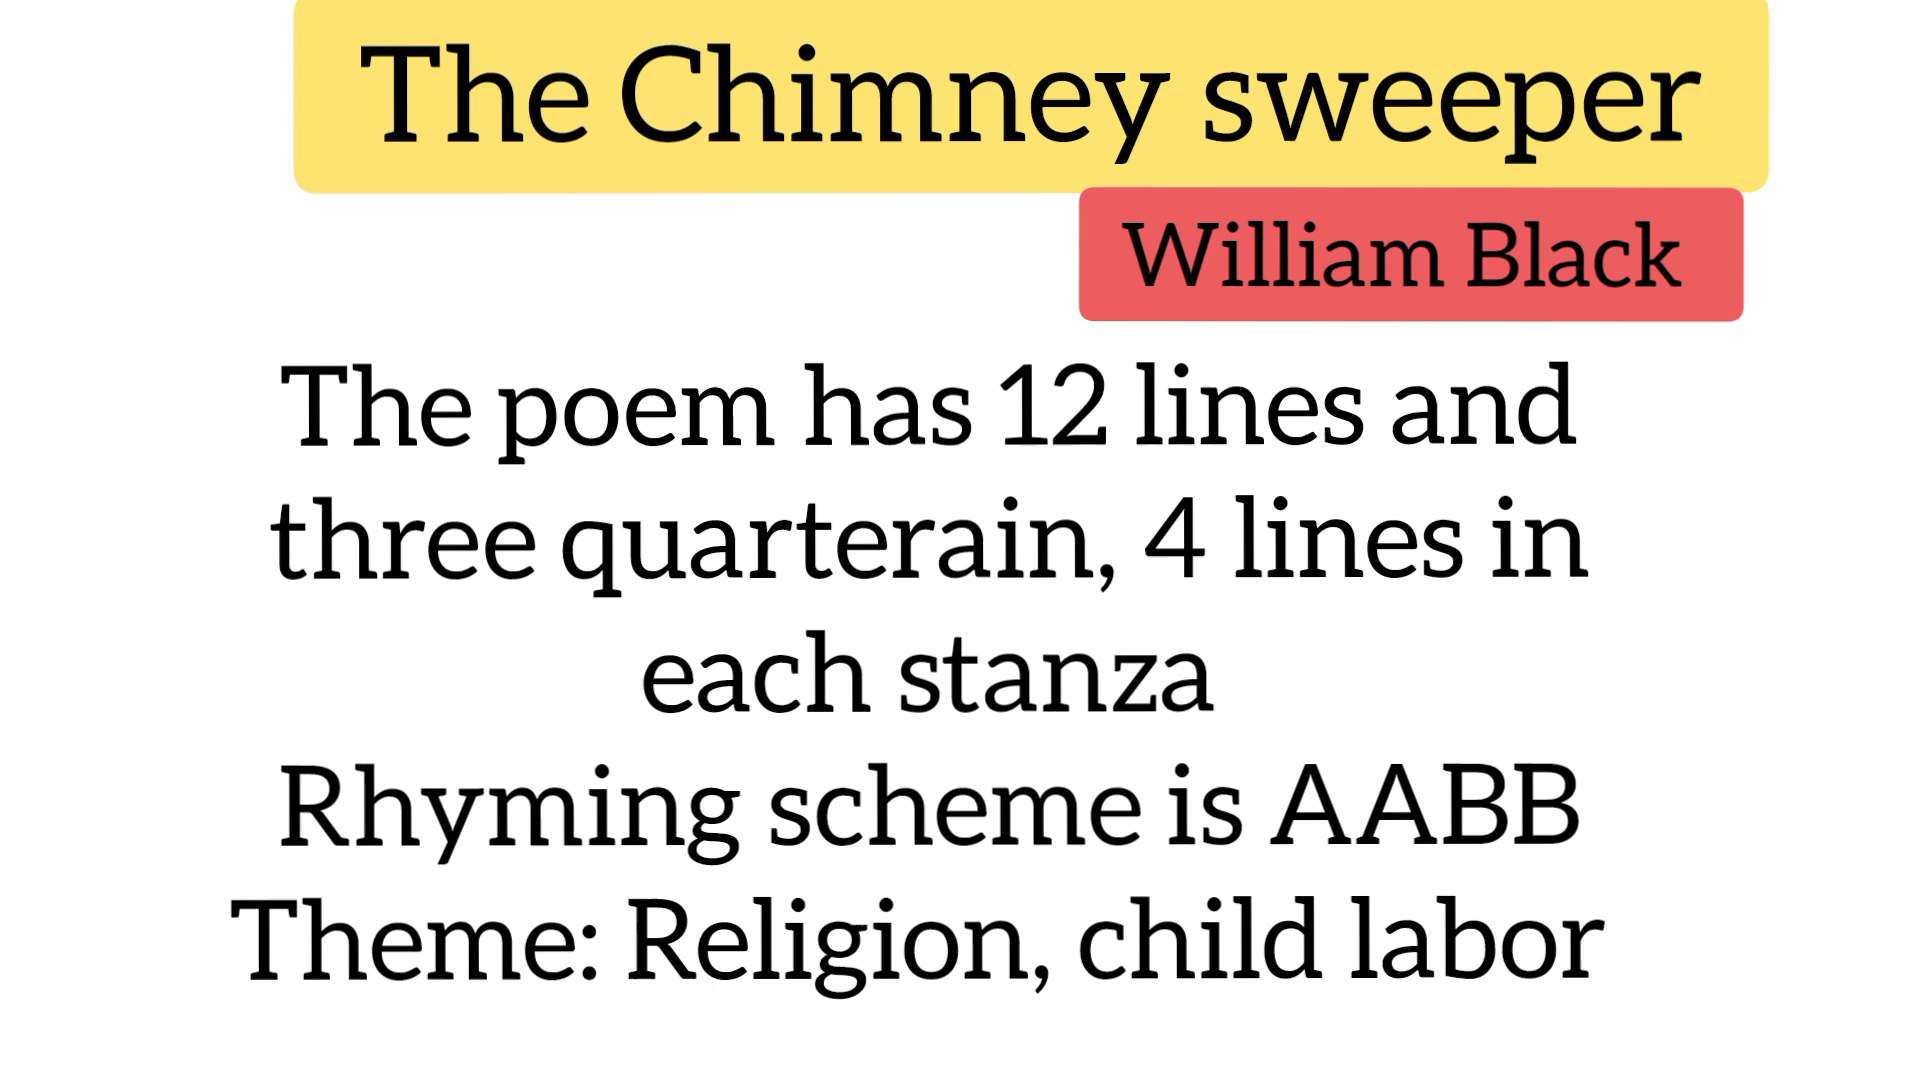 The Chimney sweeper
William Black
The poem has 12 lines and
three quarterain, 4 lines in
each stanza
Rhyming scheme is AABB
Theme: Religion, child labor